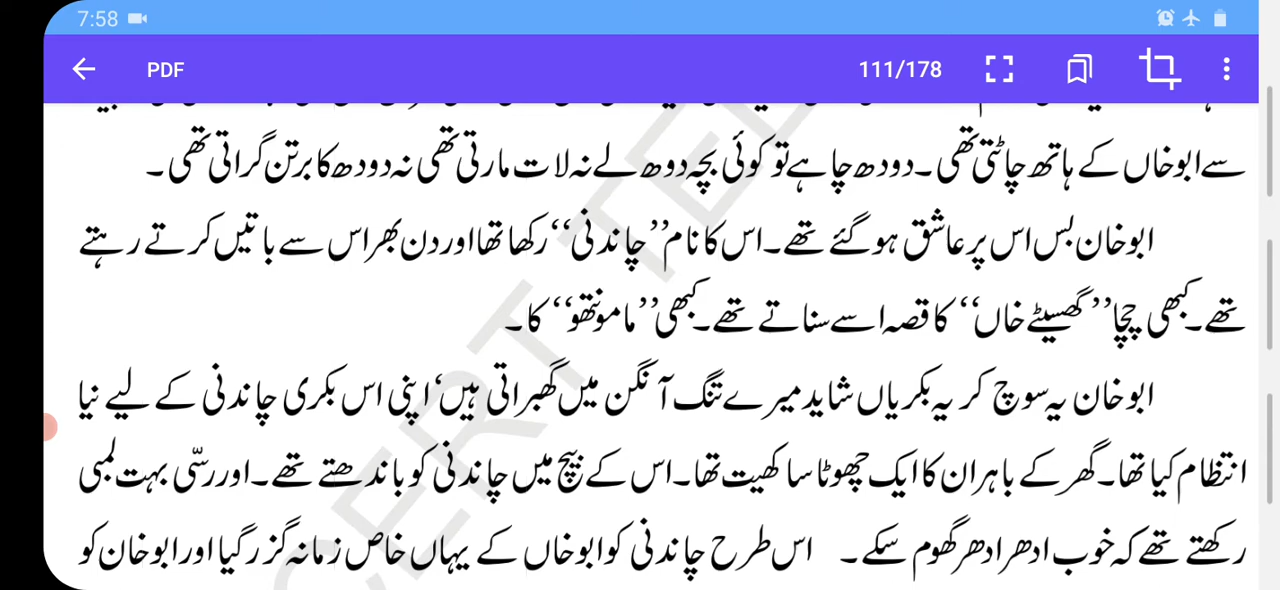 7:58
PDF 111/178
سے ابوخاں کے ہاتھ چاٹتی تھی۔ دودھ چاہے تو کوئی بچہ دوھ لے نہ لات مارتی تھی نہ دودھ کا برتن گراتی تھی۔
ابوخان بس اس پر عاشق ہو گئے تھے۔ اس کا نام ’’چاندنی‘‘ رکھا تھا اور دن بھر اس سے باتیں کرتے رہتے
تھے۔ کبھی چچا ’’گھسیٹے خاں‘‘ کا قصہ اسے سناتے تھے۔ کبھی ’’مامونتھو‘‘ کا۔
ابوخان یہ سوچ کر یہ بکریاں شاید میرے تنگ آنگن میں گھبراتی ہیں‘ اپنی اس بکری چاندنی کے لیے نیا
انتظام کیا تھا۔ گھر کے باہر ان کا ایک چھوٹا سا کھیت تھا۔ اس کے بیچ میں چاندنی کو باندھتے تھے۔ اور رسّی بہت لمبی
رکھتے تھے کہ خوب ادھر ادھر گھوم سکے۔ اس طرح چاندنی کو ابوخاں کے یہاں خاص زمانہ گزر گیا اور ابوخان کو